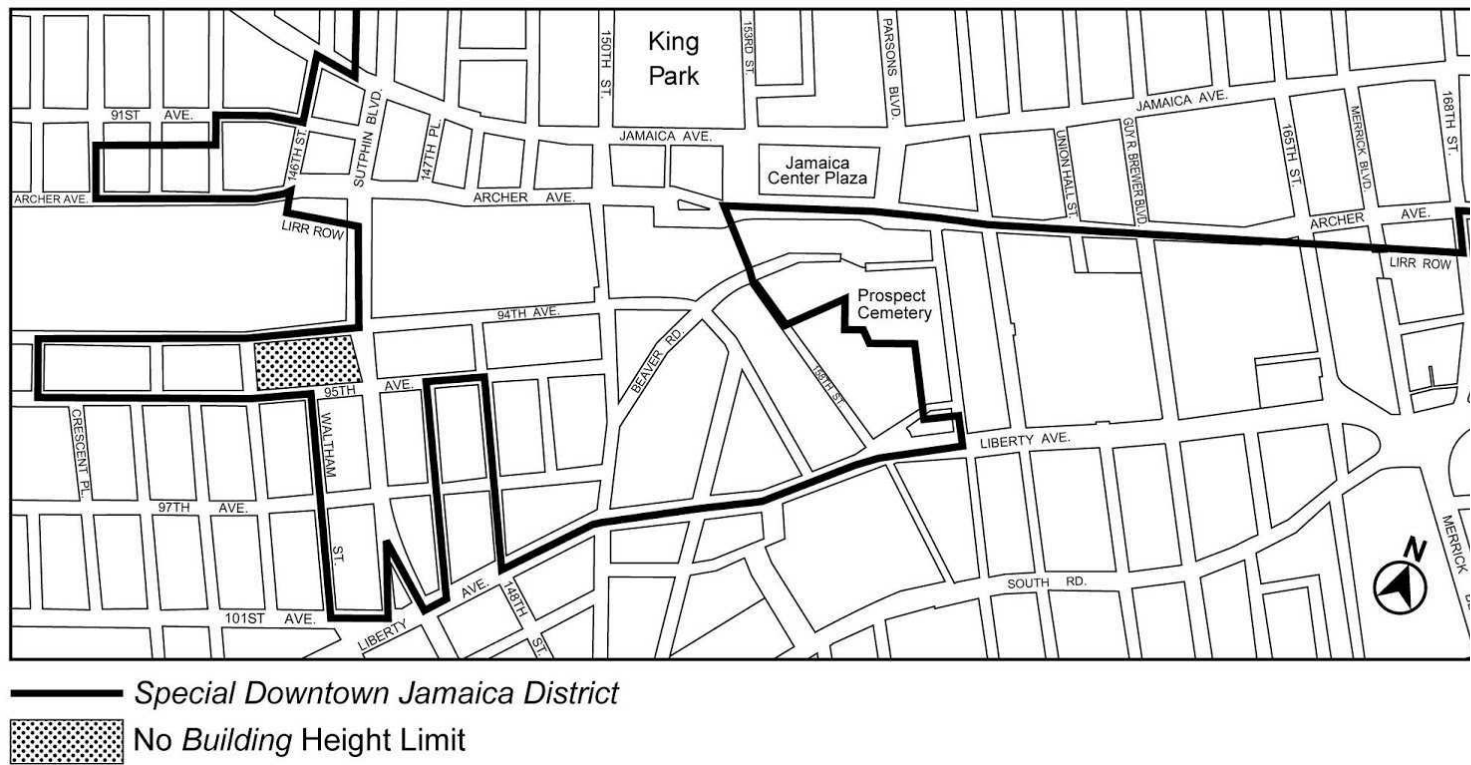 King
Park
150TH ST.
153RD ST.
PARSONS BLVD.
JAMAICA AVE.
168TH ST.
MERRICK BLVD.
91ST AVE.
SUTPHIN BLVD.
147TH PL.
146TH ST.
JAMAICA AVE.
Jamaica
Center Plaza
UNION HALL ST.
GUY R. BREWER BLVD.
165TH ST.
ARCHER AVE.
ARCHER AVE.
ARCHER AVE.
LIRR ROW
LIRR ROW
Prospect
Cemetery
94TH AVE.
BEAVER RD.
158TH ST.
95TH AVE.
CRESCENT PL.
WALTHAM ST.
LIBERTY AVE.
97TH AVE.
101ST AVE.
LIBERTY AVE.
148TH ST.
SOUTH RD.
MERRICK
N
Special Downtown Jamaica District
No Building Height Limit